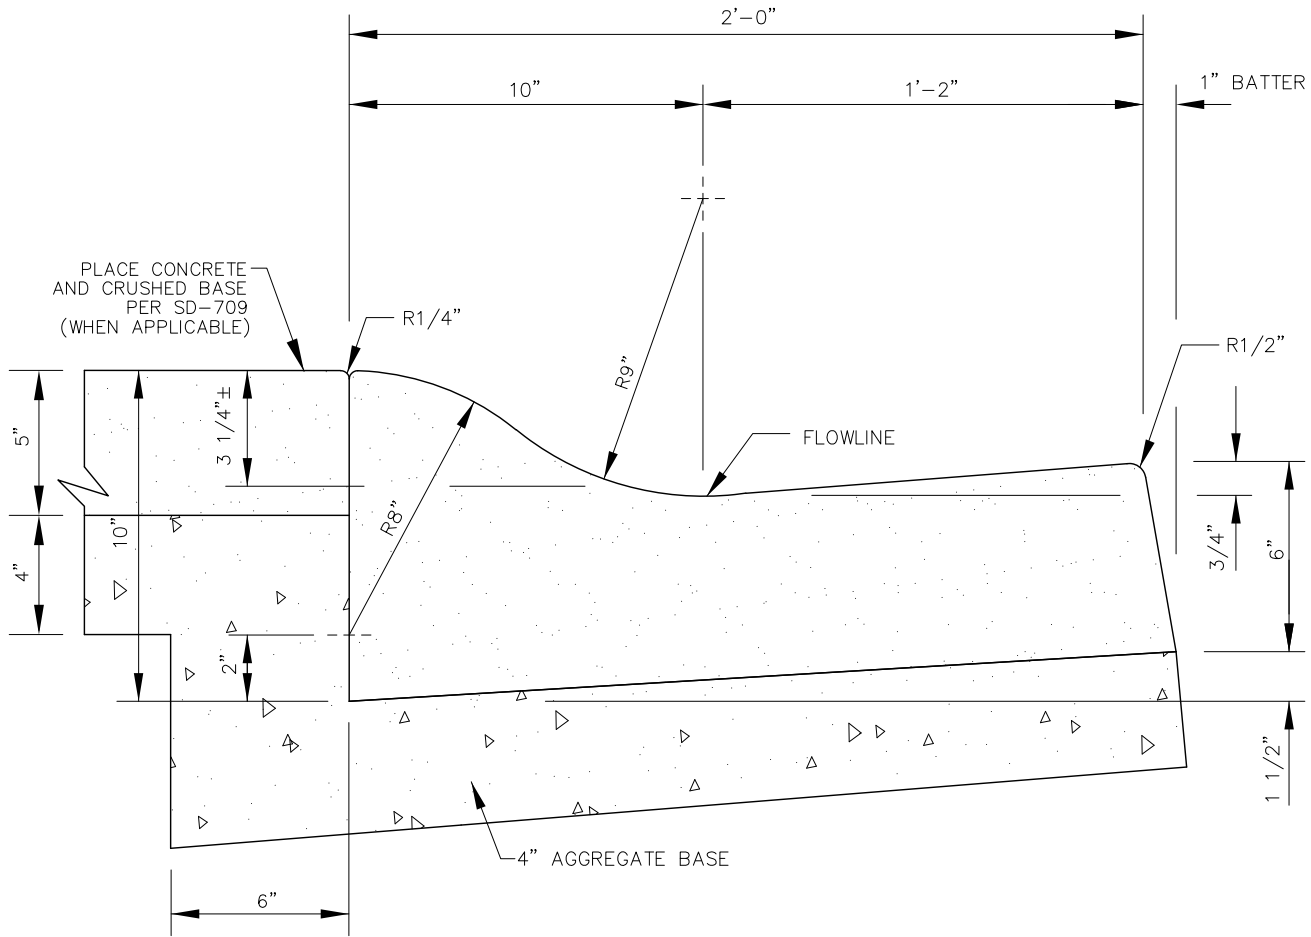 2'-0"
10"
1'-2"
1" BATTER
PLACE CONCRETE
AND CRUSHED BASE
PER SD-709
(WHEN APPLICABLE)
R1/4"
R9"
R1/2"
FLOWLINE
5"
3 1/4"±
10"
R8"
3/4"
6"
4"
2"
1 1/2"
4" AGGREGATE BASE
6"